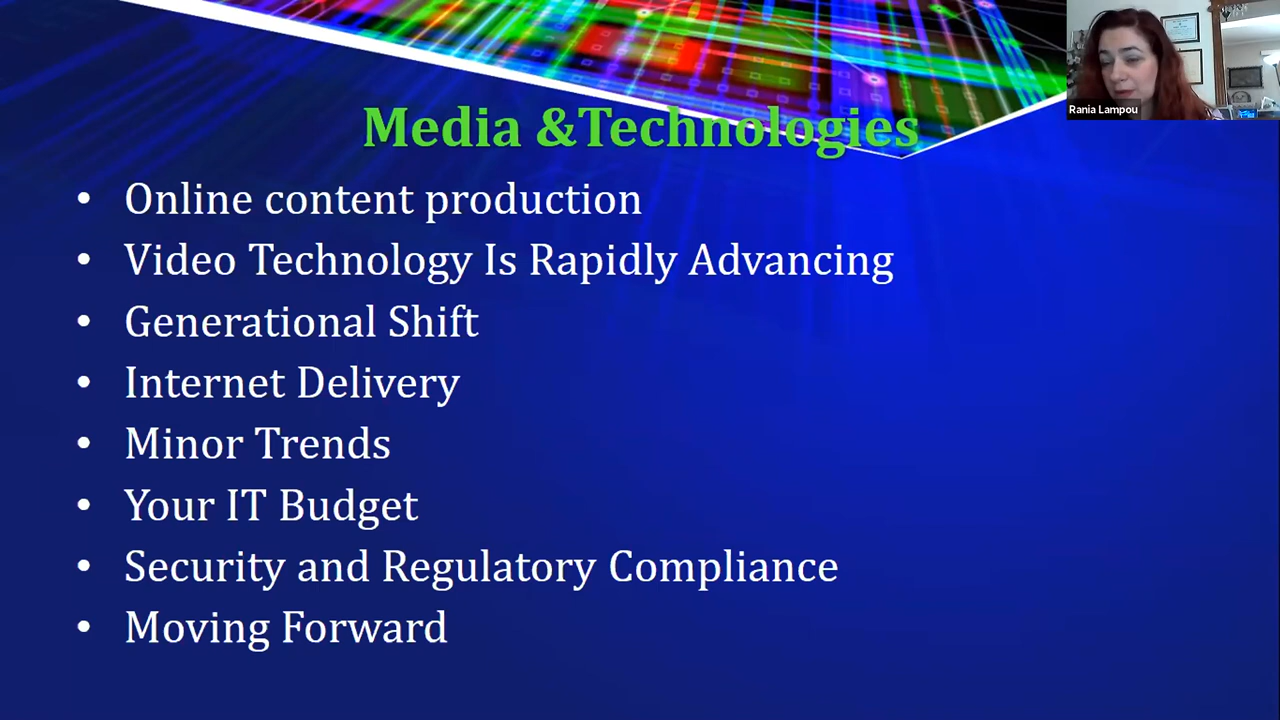 Rania Lampou
Media &Technologies
• Online content production
• Video Technology Is Rapidly Advancing
• Generational Shift
• Internet Delivery
• Minor Trends
• Your IT Budget
• Security and Regulatory Compliance
• Moving Forward